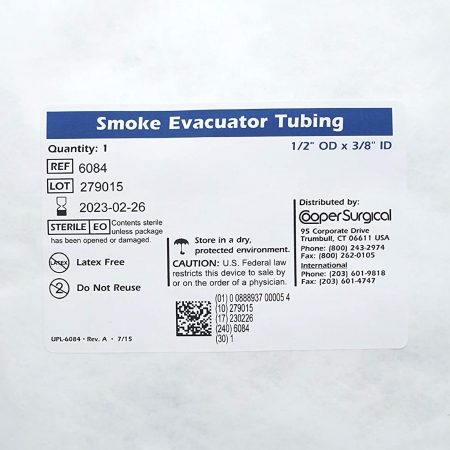 Smoke Evacuator Tubing
Quantity: 1
1/2" OD x 3/8" ID
REF 6084
LOT 279015
2023-02-26
STERILE EO Contents sterile
unless package
has been opened or damaged.
LATEX Latex Free
2 Do Not Reuse
Store in a dry,
protected environment.
CAUTION: U.S. Federal law
restricts this device to sale by
or on the order of a physician.
Distributed by:
CooperSurgical
95 Corporate Drive
Trumbull, CT 06611 USA
Phone: (800) 243-2974
Fax: (800) 262-0105
International
Phone: (203) 601-9818
Fax: (203) 601-4747
(01) 0 0888937 00005 4
(10) 279015
(17) 230226
(240) 6084
(30) 1
UPL-6084 • Rev. A • 7/15